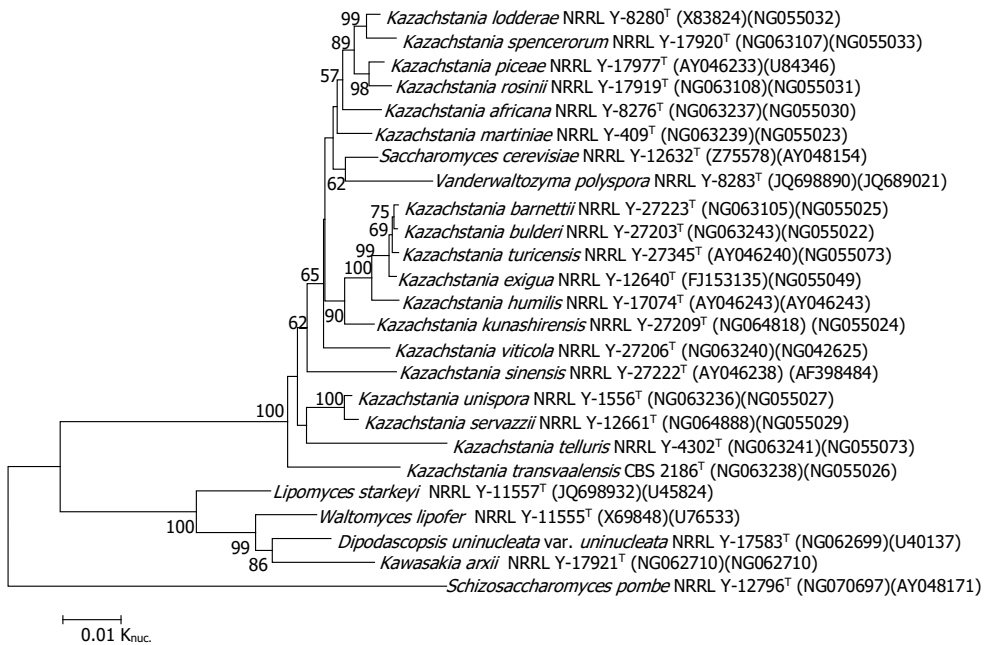 99
Kazachstania lodderae NRRL Y-8280ᵀ (X83824)(NG055032)
Kazachstania spencerorum NRRL Y-17920ᵀ (NG063107)(NG055033)
89
Kazachstania piceae NRRL Y-17977ᵀ (AY046233)(U84346)
57
98
Kazachstania rosinii NRRL Y-17919ᵀ (NG063108)(NG055031)
Kazachstania africana NRRL Y-8276ᵀ (NG063237)(NG055030)
Kazachstania martiniae NRRL Y-409ᵀ (NG063239)(NG055023)
Saccharomyces cerevisiae NRRL Y-12632ᵀ (Z75578)(AY048154)
62
Vanderwaltozyma polyspora NRRL Y-8283ᵀ (JQ698890)(JQ689021)
75
Kazachstania barnettii NRRL Y-27223ᵀ (NG063105)(NG055025)
69
Kazachstania bulderi NRRL Y-27203ᵀ (NG063243)(NG055022)
99
Kazachstania turicensis NRRL Y-27345ᵀ (AY046240)(NG055073)
65
100
Kazachstania exigua NRRL Y-12640ᵀ (FJ153135)(NG055049)
Kazachstania humilis NRRL Y-17074ᵀ (AY046243)(AY046243)
62
90
Kazachstania kunashirensis NRRL Y-27209ᵀ (NG064818) (NG055024)
Kazachstania viticola NRRL Y-27206ᵀ (NG063240)(NG042625)
Kazachstania sinensis NRRL Y-27222ᵀ (AY046238) (AF398484)
100
Kazachstania unispora NRRL Y-1556ᵀ (NG063236)(NG055027)
100
Kazachstania servazzii NRRL Y-12661ᵀ (NG064888)(NG055029)
Kazachstania telluris NRRL Y-4302ᵀ (NG063241)(NG055073)
Kazachstania transvaalensis CBS 2186ᵀ (NG063238)(NG055026)
Lipomyces starkeyi NRRL Y-11557ᵀ (JQ698932)(U45824)
100
Waltomyces lipofer NRRL Y-11555ᵀ (X69848)(U76533)
99
Dipodascopsis uninucleata var. uninucleata NRRL Y-17583ᵀ (NG062699)(U40137)
86
Kawasakia arxii NRRL Y-17921ᵀ (NG062710)(NG062710)
Schizosaccharomyces pombe NRRL Y-12796ᵀ (NG070697)(AY048171)
0.01 Knuc.